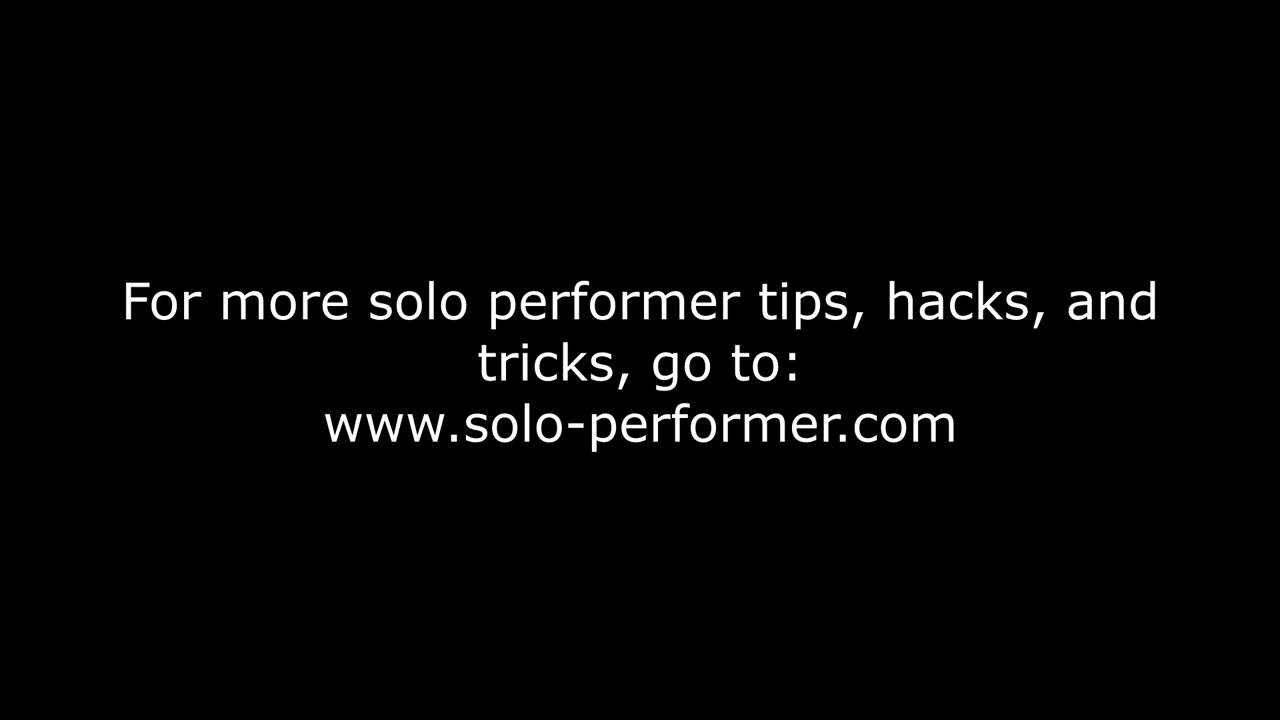 For more solo performer tips, hacks, and
tricks, go to:
www.solo-performer.com